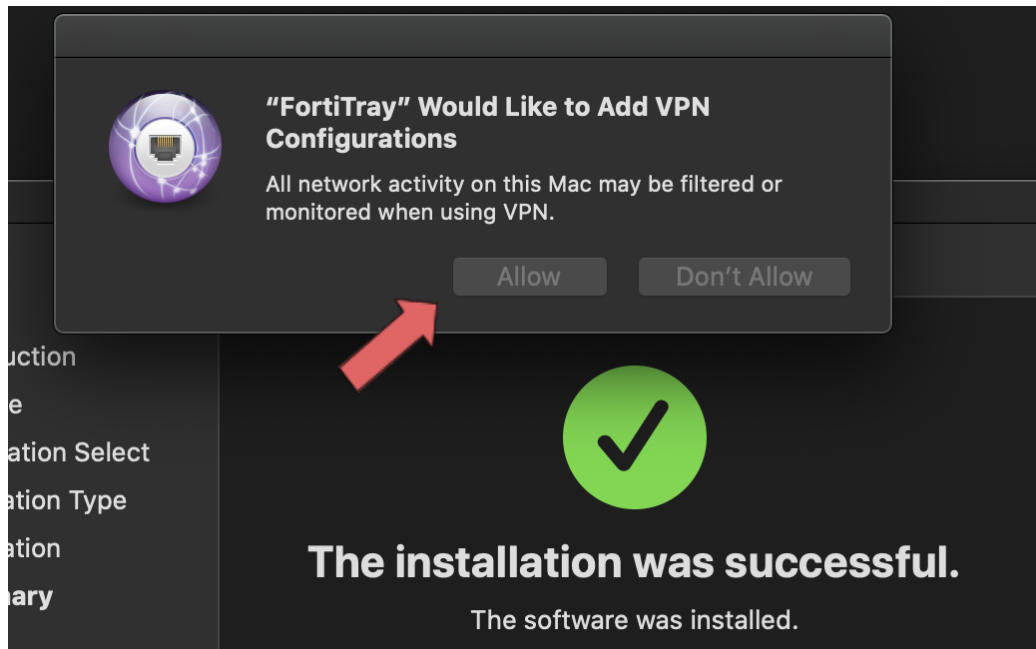 “FortiTray” Would Like to Add VPN
Configurations
All network activity on this Mac may be filtered or
monitored when using VPN.
Allow
Don’t Allow
uction
e
ation Select
ation Type
ation
ary
The installation was successful.
The software was installed.